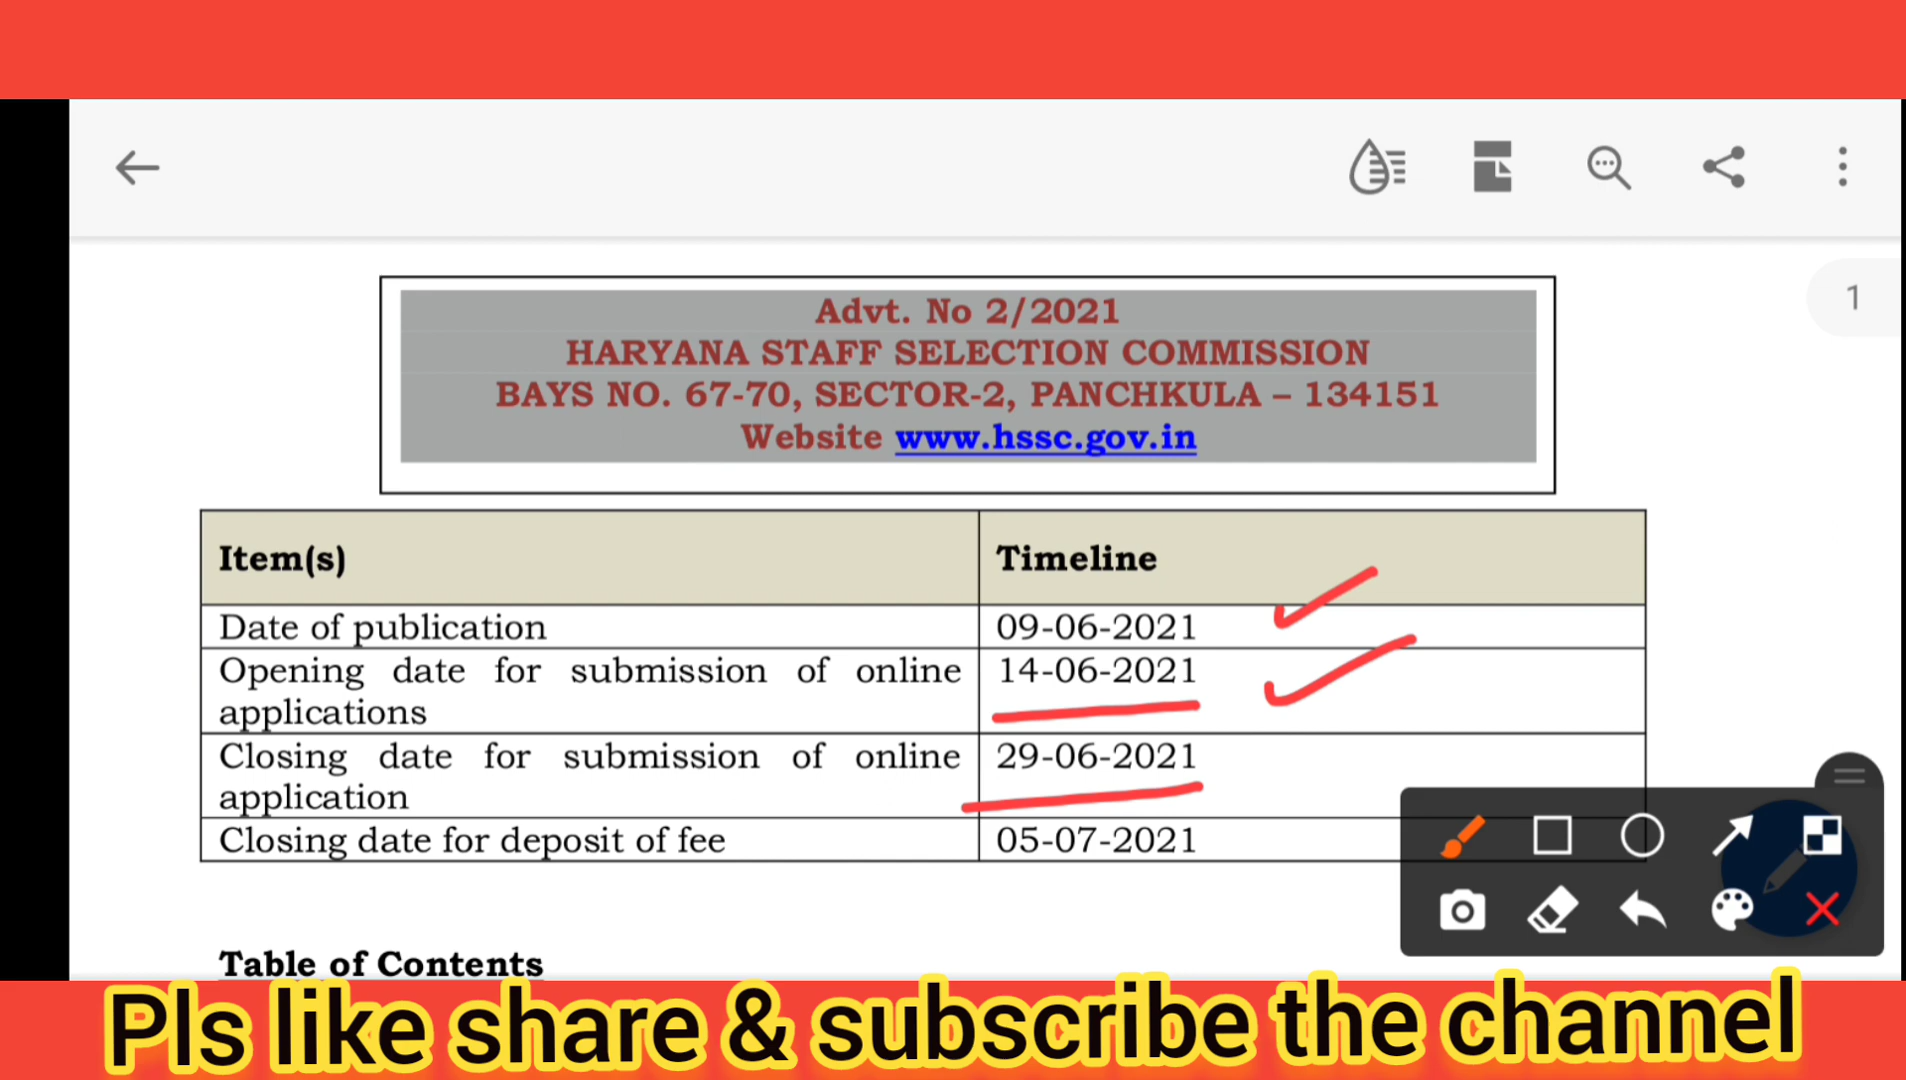 1
Advt. No 2/2021
HARYANA STAFF SELECTION COMMISSION
BAYS NO. 67-70, SECTOR-2, PANCHKULA – 134151
Website www.hssc.gov.in
Item(s) Timeline
Date of publication 09-06-2021
Opening date for submission of online 14-06-2021
applications
Closing date for submission of online 29-06-2021
application
Closing date for deposit of fee 05-07-2021
Table of Contents
Pls like share & subscribe the channel